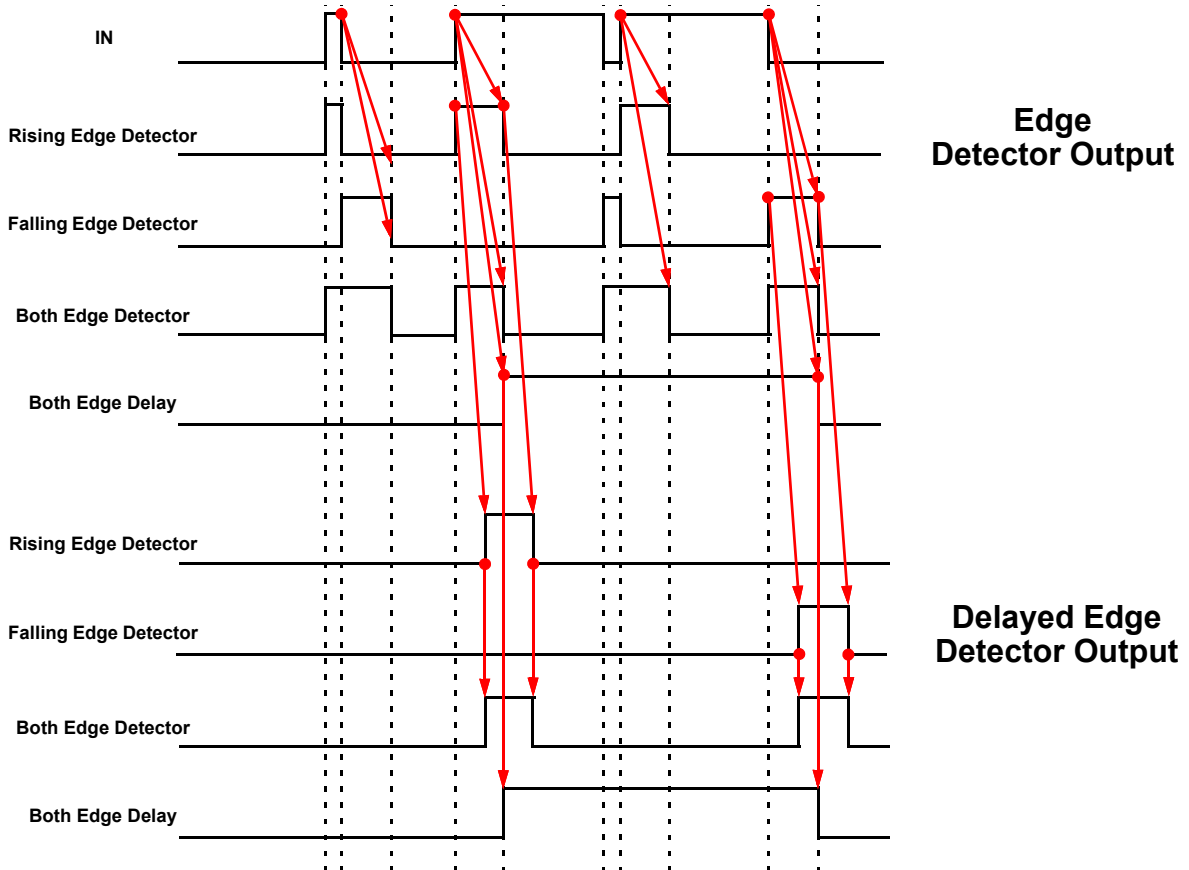 IN
Rising Edge Detector
Edge
Detector Output
Falling Edge Detector
Both Edge Detector
Both Edge Delay
Rising Edge Detector
Falling Edge Detector
Delayed Edge
Detector Output
Both Edge Detector
Both Edge Delay